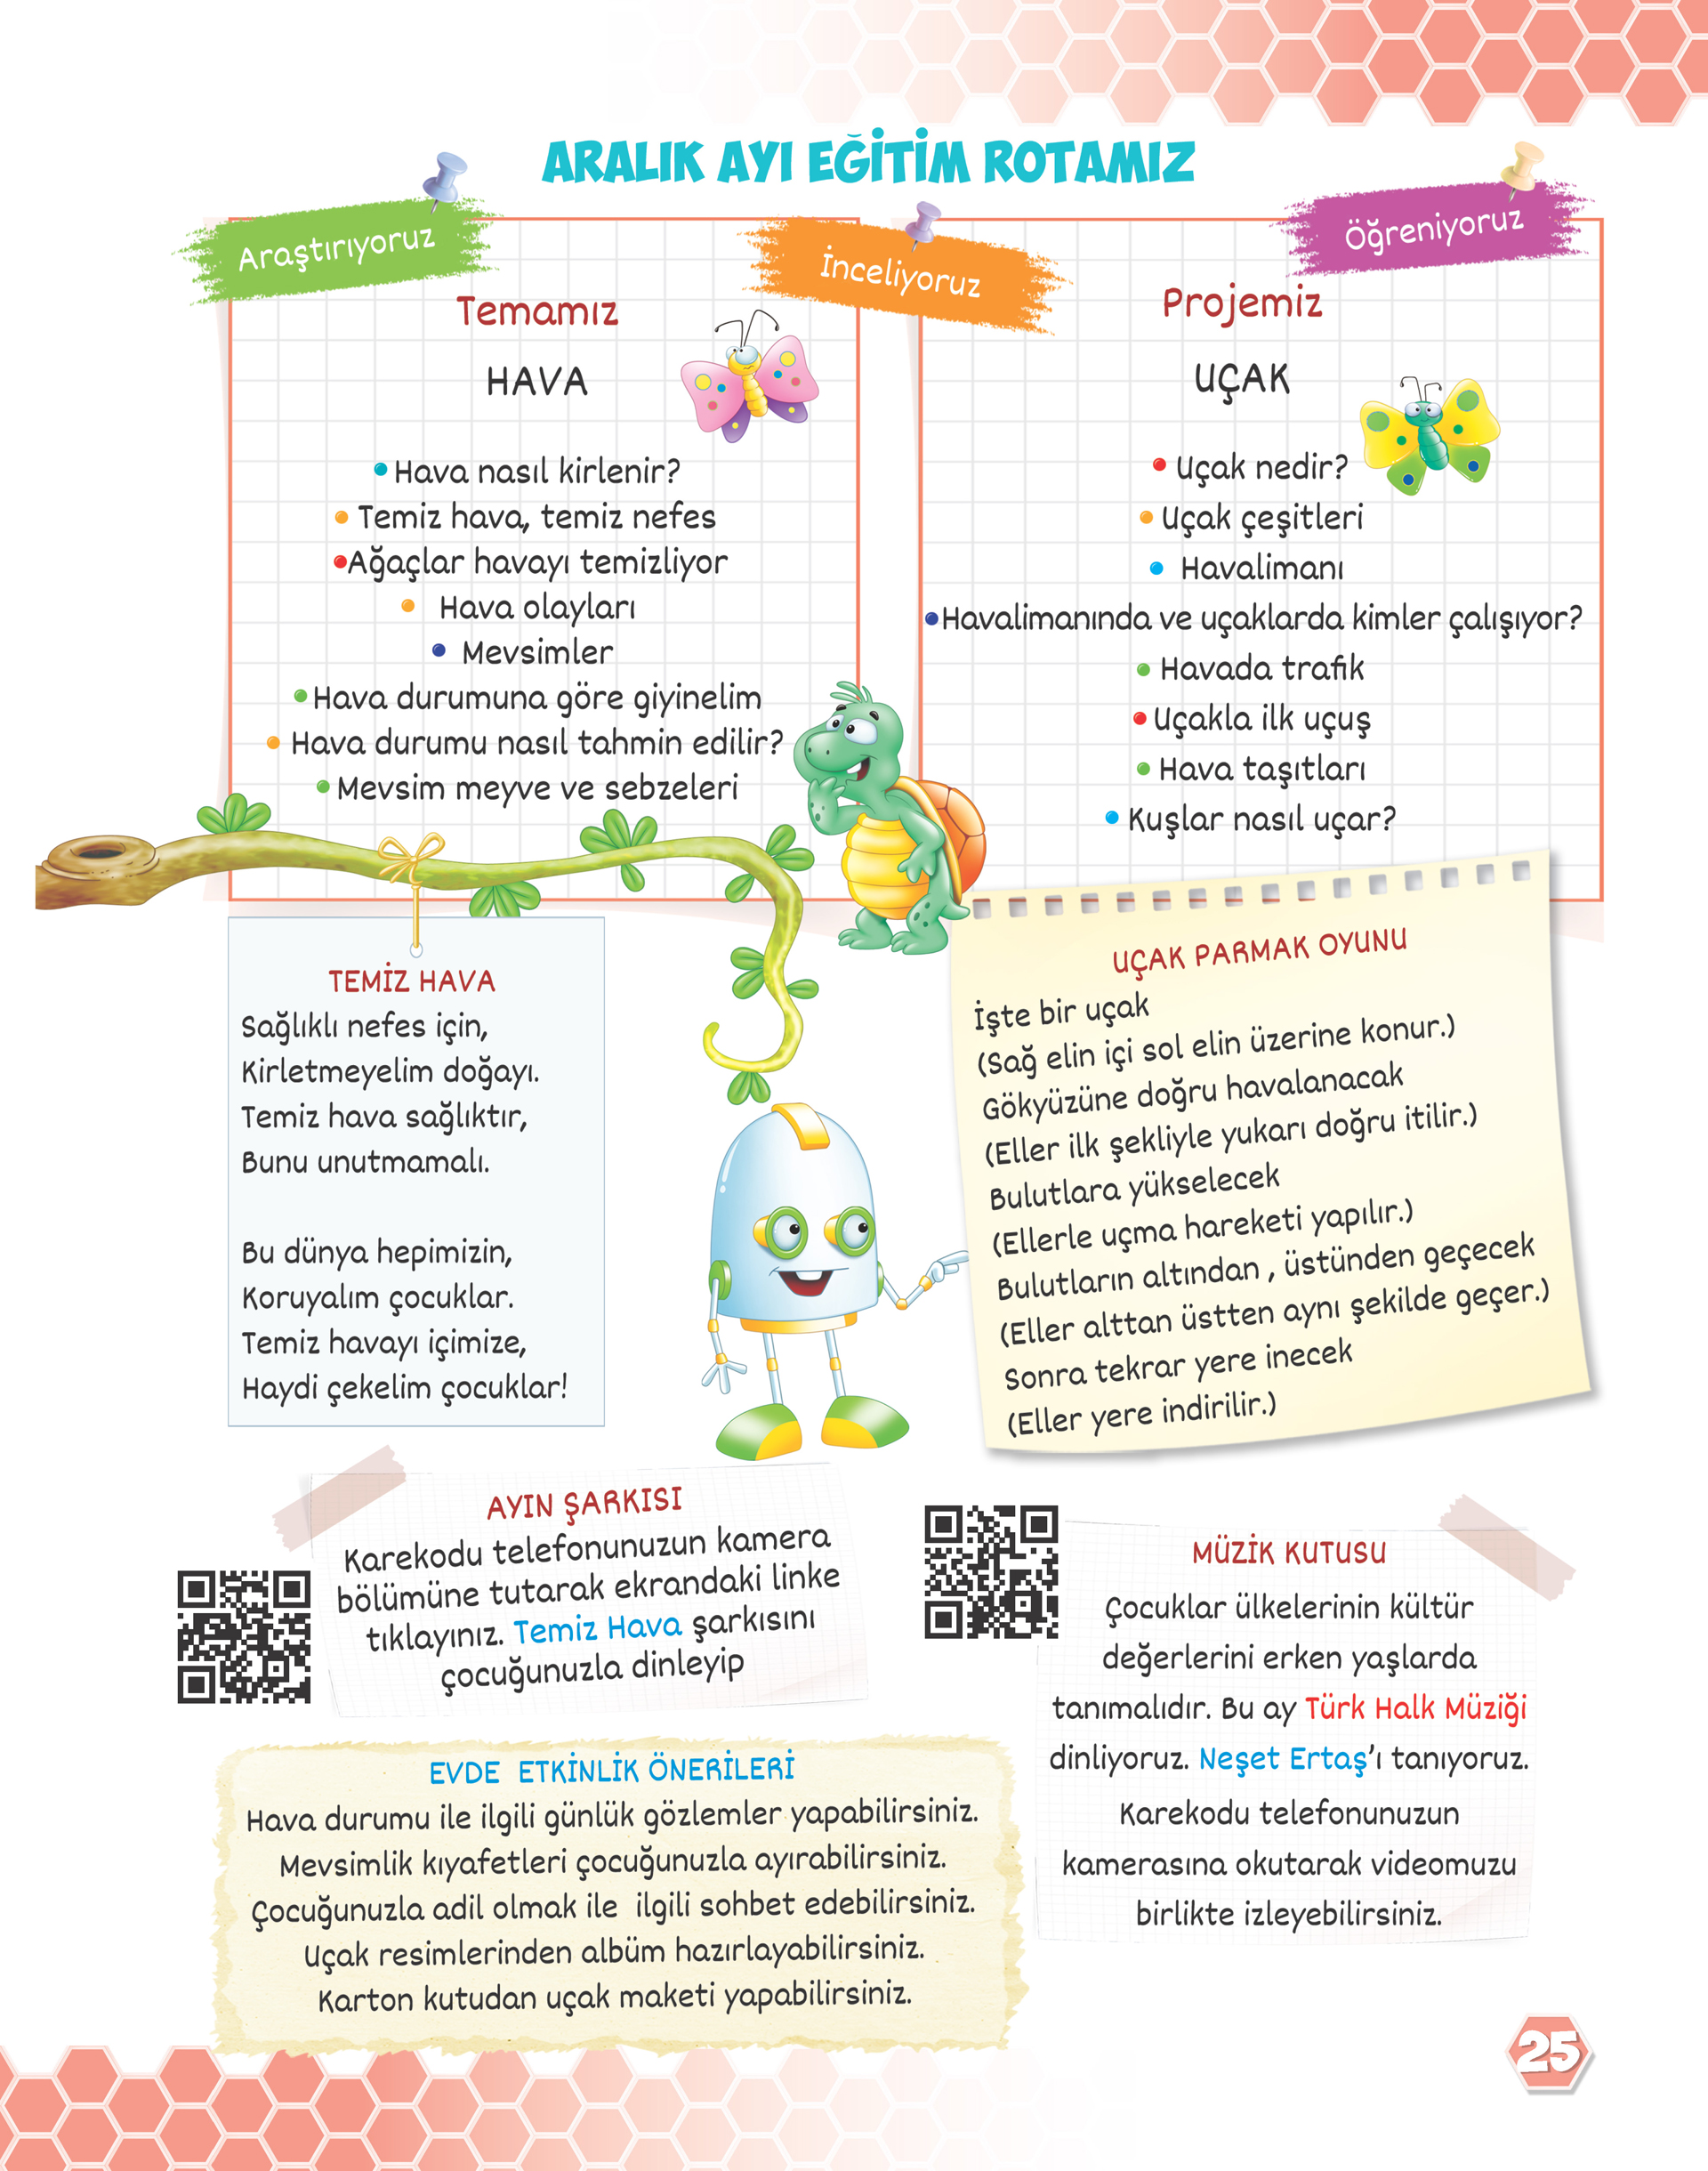 ARALIK AYI EĞİTİM ROTAMIZ
Araştırıyoruz
İnceliyoruz
Öğreniyoruz
Temamız
HAVA
• Hava nasıl kirlenir?
• Temiz hava, temiz nefes
•Ağaçlar havayı temizliyor
• Hava olayları
• Mevsimler
• Hava durumuna göre giyinelim
• Hava durumu nasıl tahmin edilir?
• Mevsim meyve ve sebzeleri
Projemiz
UÇAK
• Uçak nedir?
• Uçak çeşitleri
• Havalimanı
•Havalimanında ve uçaklarda kimler çalışıyor?
• Havada trafik
• Uçakla ilk uçuş
• Hava taşıtları
• Kuşlar nasıl uçar?
TEMİZ HAVA
Sağlıklı nefes için,
Kirletmeyelim doğayı.
Temiz hava sağlıktır,
Bunu unutmamalı.
Bu dünya hepimizin,
Koruyalım çocuklar.
Temiz havayı içimize,
Haydi çekelim çocuklar!
UÇAK PARMAK OYUNU
İşte bir uçak
(Sağ elin içi sol elin üzerine konur.)
Gökyüzüne doğru havalanacak
(Eller ilk şekliyle yukarı doğru itilir.)
Bulutlara yükselecek
(Ellerle uçma hareketi yapılır.)
Bulutların altından , üstünden geçecek
(Eller alttan üstten aynı şekilde geçer.)
Sonra tekrar yere inecek
(Eller yere indirilir.)
AYIN ŞARKISI
Karekodu telefonunuzun kamera
bölümüne tutarak ekrandaki linke
tıklayınız. Temiz Hava şarkısını
çocuğunuzla dinleyip
MÜZİK KUTUSU
Çocuklar ülkelerinin kültür
değerlerini erken yaşlarda
tanımalıdır. Bu ay Türk Halk Müziği
dinliyoruz. Neşet Ertaş'ı tanıyoruz.
Karekodu telefonunuzun
kamerasına okutarak videomuzu
birlikte izleyebilirsiniz.
EVDE ETKİNLİK ÖNERİLERİ
Hava durumu ile ilgili günlük gözlemler yapabilirsiniz.
Mevsimlik kıyafetleri çocuğunuzla ayırabilirsiniz.
Çocuğunuzla adil olmak ile ilgili sohbet edebilirsiniz.
Uçak resimlerinden albüm hazırlayabilirsiniz.
Karton kutudan uçak maketi yapabilirsiniz.
25